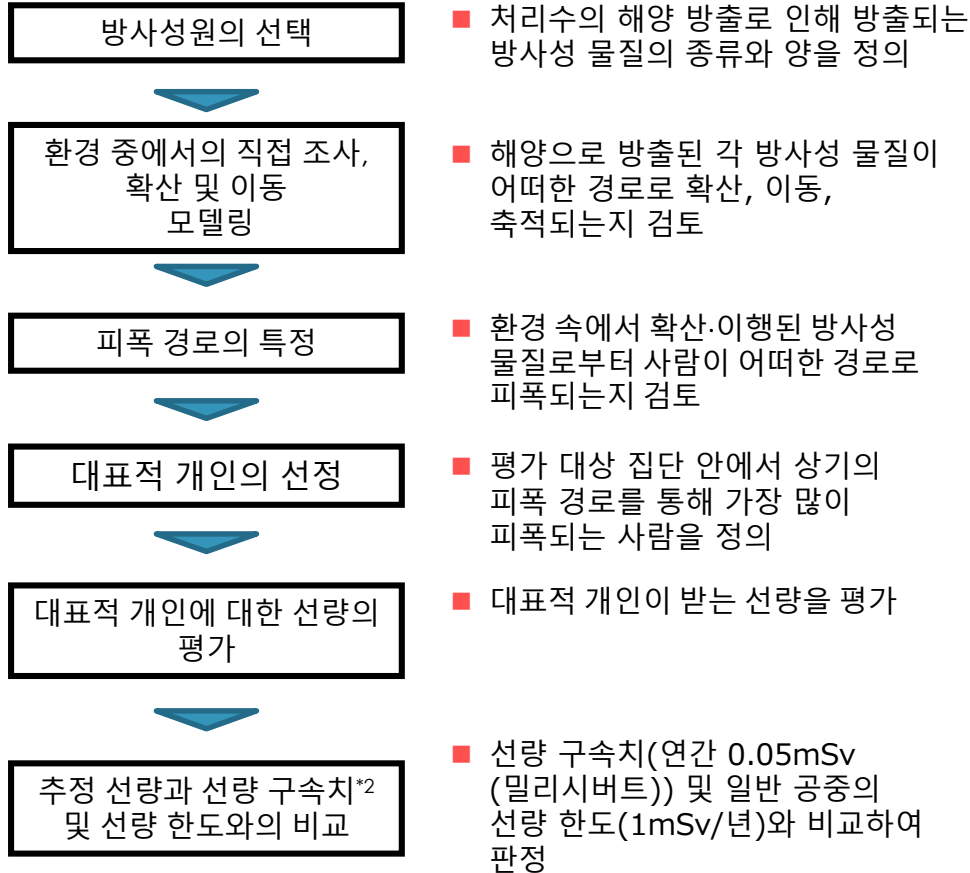 방사성원의 선택
■ 처리수의 해양 방출로 인해 방출되는
방사성 물질의 종류와 양을 정의
환경 중에서의 직접 조사,
확산 및 이동
모델링
■ 해양으로 방출된 각 방사성 물질이
어떠한 경로로 확산, 이동,
축적되는지 검토
피폭 경로의 특정
■ 환경 속에서 확산·이행된 방사성
물질로부터 사람이 어떠한 경로로
피폭되는지 검토
대표적 개인의 선정
■ 평가 대상 집단 안에서 상기의
피폭 경로를 통해 가장 많이
피폭되는 사람을 정의
대표적 개인에 대한 선량의
평가
■ 대표적 개인이 받는 선량을 평가
추정 선량과 선량 구속치*2
및 선량 한도와의 비교
■ 선량 구속치(연간 0.05mSv
(밀리시버트)) 및 일반 공중의
선량 한도(1mSv/년)와 비교하여
판정